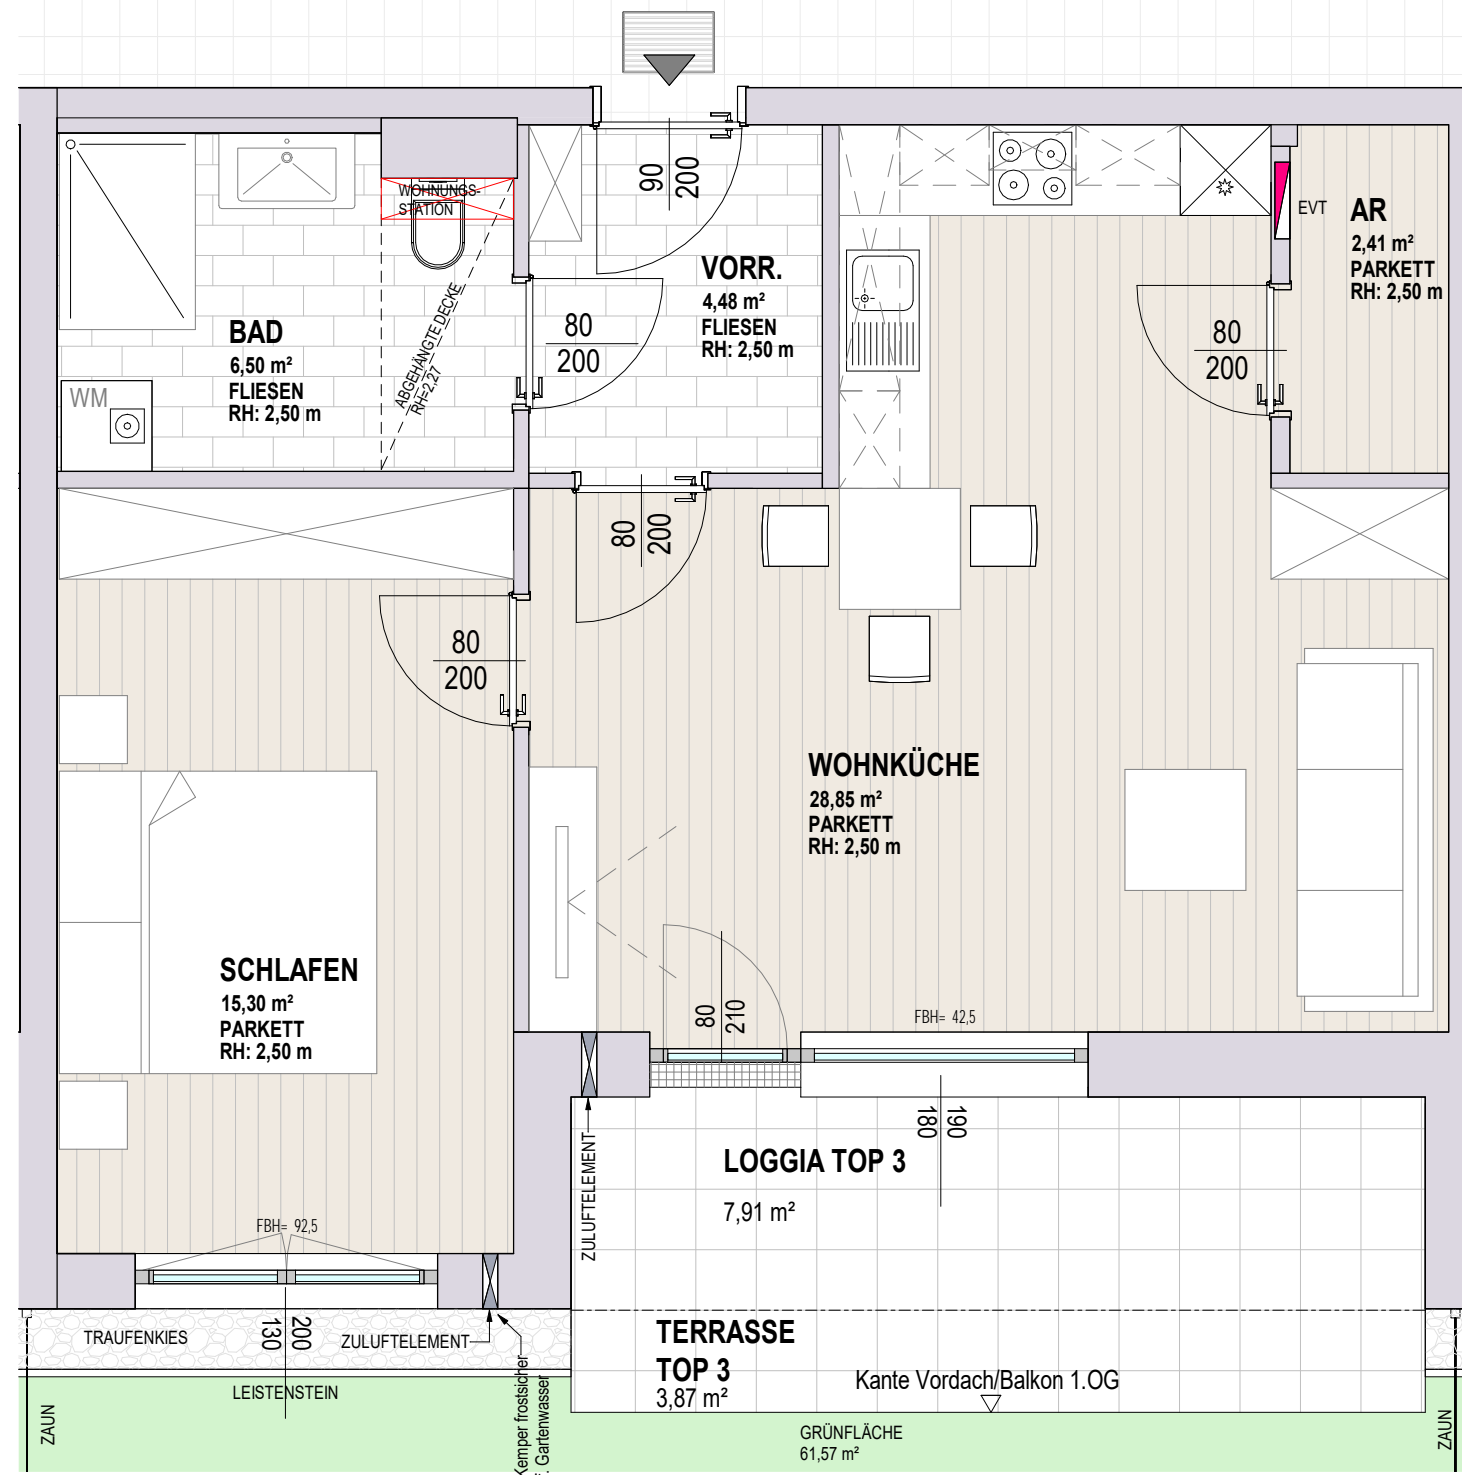 90
200
WOHNUNGS-
STATION
EVT
AR
2,41 m²
PARKETT
RH: 2,50 m
VORR.
4,48 m²
FLIESEN
RH: 2,50 m
BAD
6,50 m²
FLIESEN
RH: 2,50 m
ABGEHÄNGTE DECKE
RH=2,27
80
200
80
200
WM
80
200
80
200
WOHNKÜCHE
28,85 m²
PARKETT
RH: 2,50 m
SCHLAFEN
15,30 m²
PARKETT
RH: 2,50 m
80
210
FBH= 42,5
180
190
ZULUFTELEMENT
LOGGIA TOP 3
7,91 m²
FBH= 92,5
TRAUFENKIES
130
200
ZULUFTELEMENT
TERRASSE
TOP 3
3,87 m²
Kante Vordach/Balkon 1.OG
LEISTENSTEIN
Kemper frostsicher
f. Gartenwasser
ZAUN
GRÜNFLÄCHE
61,57 m²
ZAUN